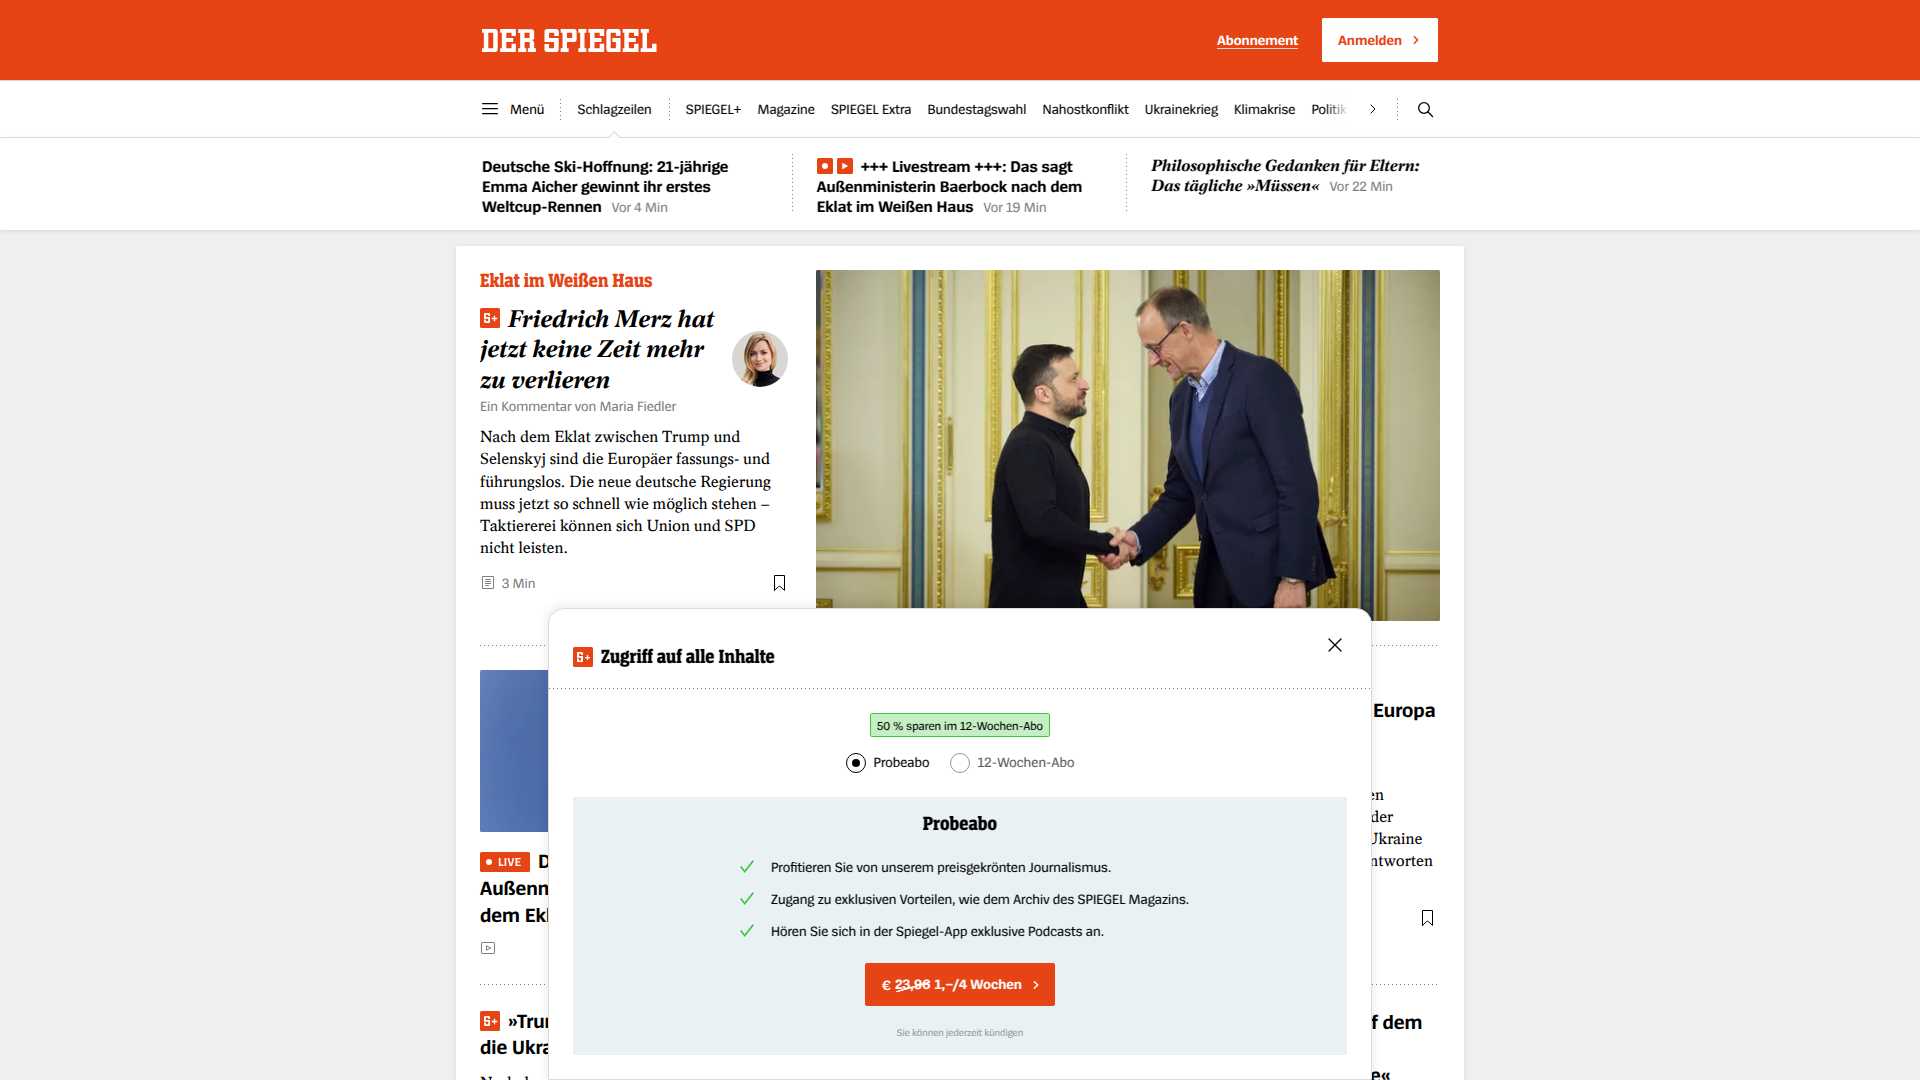 DER SPIEGEL
Abonnement
Anmelden
Menü
Schlagzeilen
SPIEGEL+
Magazine
SPIEGEL Extra
Bundestagswahl
Nahostkonflikt
Ukrainekrieg
Klimakrise
Politik
Deutsche Ski-Hoffnung: 21-jährige
Emma Aicher gewinnt ihr erstes
Weltcup-Rennen Vor 4 Min
+++ Livestream +++: Das sagt
Außenministerin Baerbock nach dem
Eklat im Weißen Haus Vor 19 Min
Philosophische Gedanken für Eltern:
Das tägliche »Müssen« Vor 22 Min
Eklat im Weißen Haus
S+ Friedrich Merz hat
jetzt keine Zeit mehr
zu verlieren
Ein Kommentar von Maria Fiedler
Nach dem Eklat zwischen Trump und
Selenskyj sind die Europäer fassungs- und
führungslos. Die neue deutsche Regierung
muss jetzt so schnell wie möglich stehen –
Taktiererei können sich Union und SPD
nicht leisten.
3 Min
S+ Zugriff auf alle Inhalte
50 % sparen im 12-Wochen-Abo
Probeabo
12-Wochen-Abo
Probeabo
Profitieren Sie von unserem preisgekrönten Journalismus.
Zugang zu exklusiven Vorteilen, wie dem Archiv des SPIEGEL Magazins.
Hören Sie sich in der Spiegel-App exklusive Podcasts an.
€ 23,96 1,–/4 Wochen
Sie können jederzeit kündigen
LIVE D
Außenn
dem Ekl
S+ »Trun
die Ukra
Europa
en
der
Ukraine
ntworten
f dem
e«